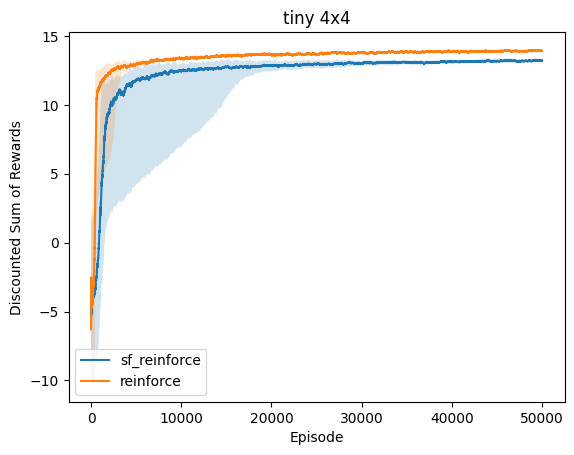 tiny 4x4
15
10
5
0
−5
−10
Discounted Sum of Rewards
sf_reinforce
reinforce
0 10000 20000 30000 40000 50000
Episode